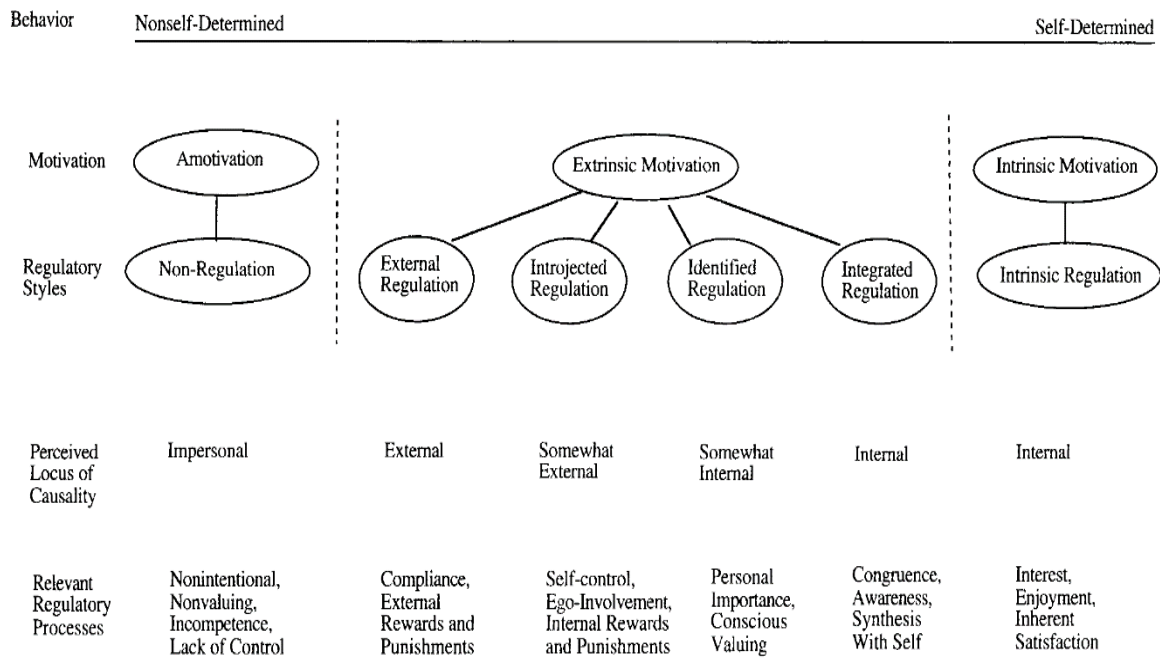 Behavior
Nonself-Determined
Self-Determined
Motivation
Amotivation
Extrinsic Motivation
Intrinsic Motivation
Regulatory
Styles
Non-Regulation
External
Regulation
Introjected
Regulation
Identified
Regulation
Integrated
Regulation
Intrinsic Regulation
Perceived
Locus of
Causality
Impersonal
External
Somewhat
External
Somewhat
Internal
Internal
Internal
Relevant
Regulatory
Processes
Nonintentional,
Nonvaluing,
Incompetence,
Lack of Control
Compliance,
External
Rewards and
Punishments
Self-control,
Ego-Involvement,
Internal Rewards
and Punishments
Personal
Importance,
Conscious
Valuing
Congruence,
Awareness,
Synthesis
With Self
Interest,
Enjoyment,
Inherent
Satisfaction